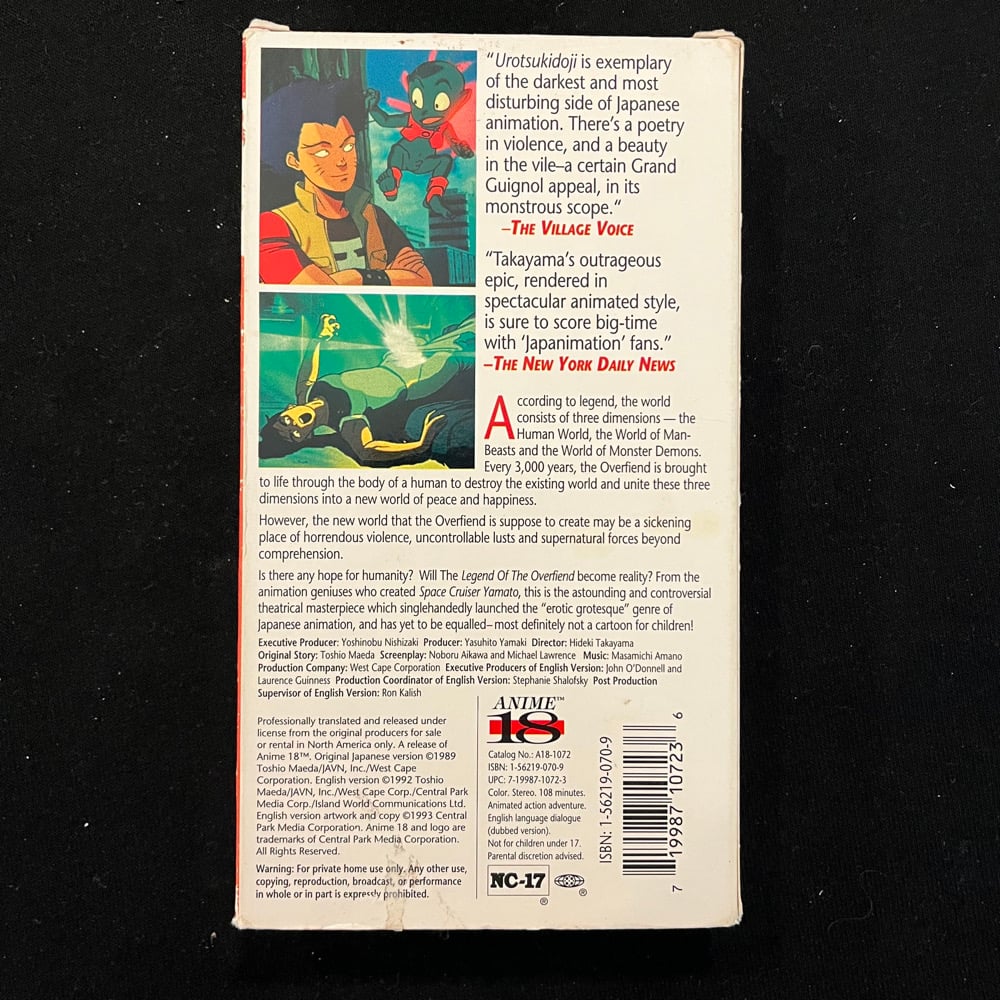 “Urotsukidoji is exemplary
of the darkest and most
disturbing side of Japanese
animation. There's a poetry
in violence, and a beauty
in the vile–a certain Grand
Guignol appeal, in its
monstrous scope.“
–THE VILLAGE VOICE
“Takayama's outrageous
epic, rendered in
spectacular animated style,
is sure to score big-time
with ‘Japanimation’ fans.”
–THE NEW YORK DAILY NEWS
According to legend, the world
consists of three dimensions — the
Human World, the World of Man-
Beasts and the World of Monster Demons.
Every 3,000 years, the Overfiend is brought
to life through the body of a human to destroy the existing world and unite these three
dimensions into a new world of peace and happiness.
However, the new world that the Overfiend is suppose to create may be a sickening
place of horrendous violence, uncontrollable lusts and supernatural forces beyond
comprehension.
Is there any hope for humanity? Will The Legend Of The Overfiend become reality? From the
animation geniuses who created Space Cruiser Yamato, this is the astounding and controversial
theatrical masterpiece which singlehandedly launched the “erotic grotesque” genre of
Japanese animation, and has yet to be equalled–most definitely not a cartoon for children!
Executive Producer: Yoshinobu Nishizaki Producer: Yasuhito Yamaki Director: Hideki Takayama
Original Story: Toshio Maeda Screenplay: Noboru Aikawa and Michael Lawrence Music: Masamichi Amano
Production Company: West Cape Corporation Executive Producers of English Version: John O'Donnell and
Laurence Guinness Production Coordinator of English Version: Stephanie Shalofsky Post Production
Supervisor of English Version: Ron Kalish
Professionally translated and released under
license from the original producers for sale
or rental in North America only. A release of
Anime 18™. Original Japanese version ©1989
Toshio Maeda/JAVN, Inc./West Cape
Corporation. English version ©1992 Toshio
Maeda/JAVN, Inc./West Cape Corp./Central Park
Media Corp./Island World Communications Ltd.
English version artwork and copy ©1993 Central
Park Media Corporation. Anime 18 and logo are
trademarks of Central Park Media Corporation.
All Rights Reserved.
Warning: For private home use only. Any other use,
copying, reproduction, broadcast, or performance
in whole or in part is expressly prohibited.
ANIME™
18
Catalog No.: A18-1072
ISBN: 1-56219-070-9
UPC: 7-19987-1072-3
Color. Stereo. 108 minutes.
Animated action adventure.
English language dialogue
(dubbed version).
Not for children under 17.
Parental discretion advised.
NC-17 ®
®
ISBN: 1-56219-070-9
7 19987 10723 6